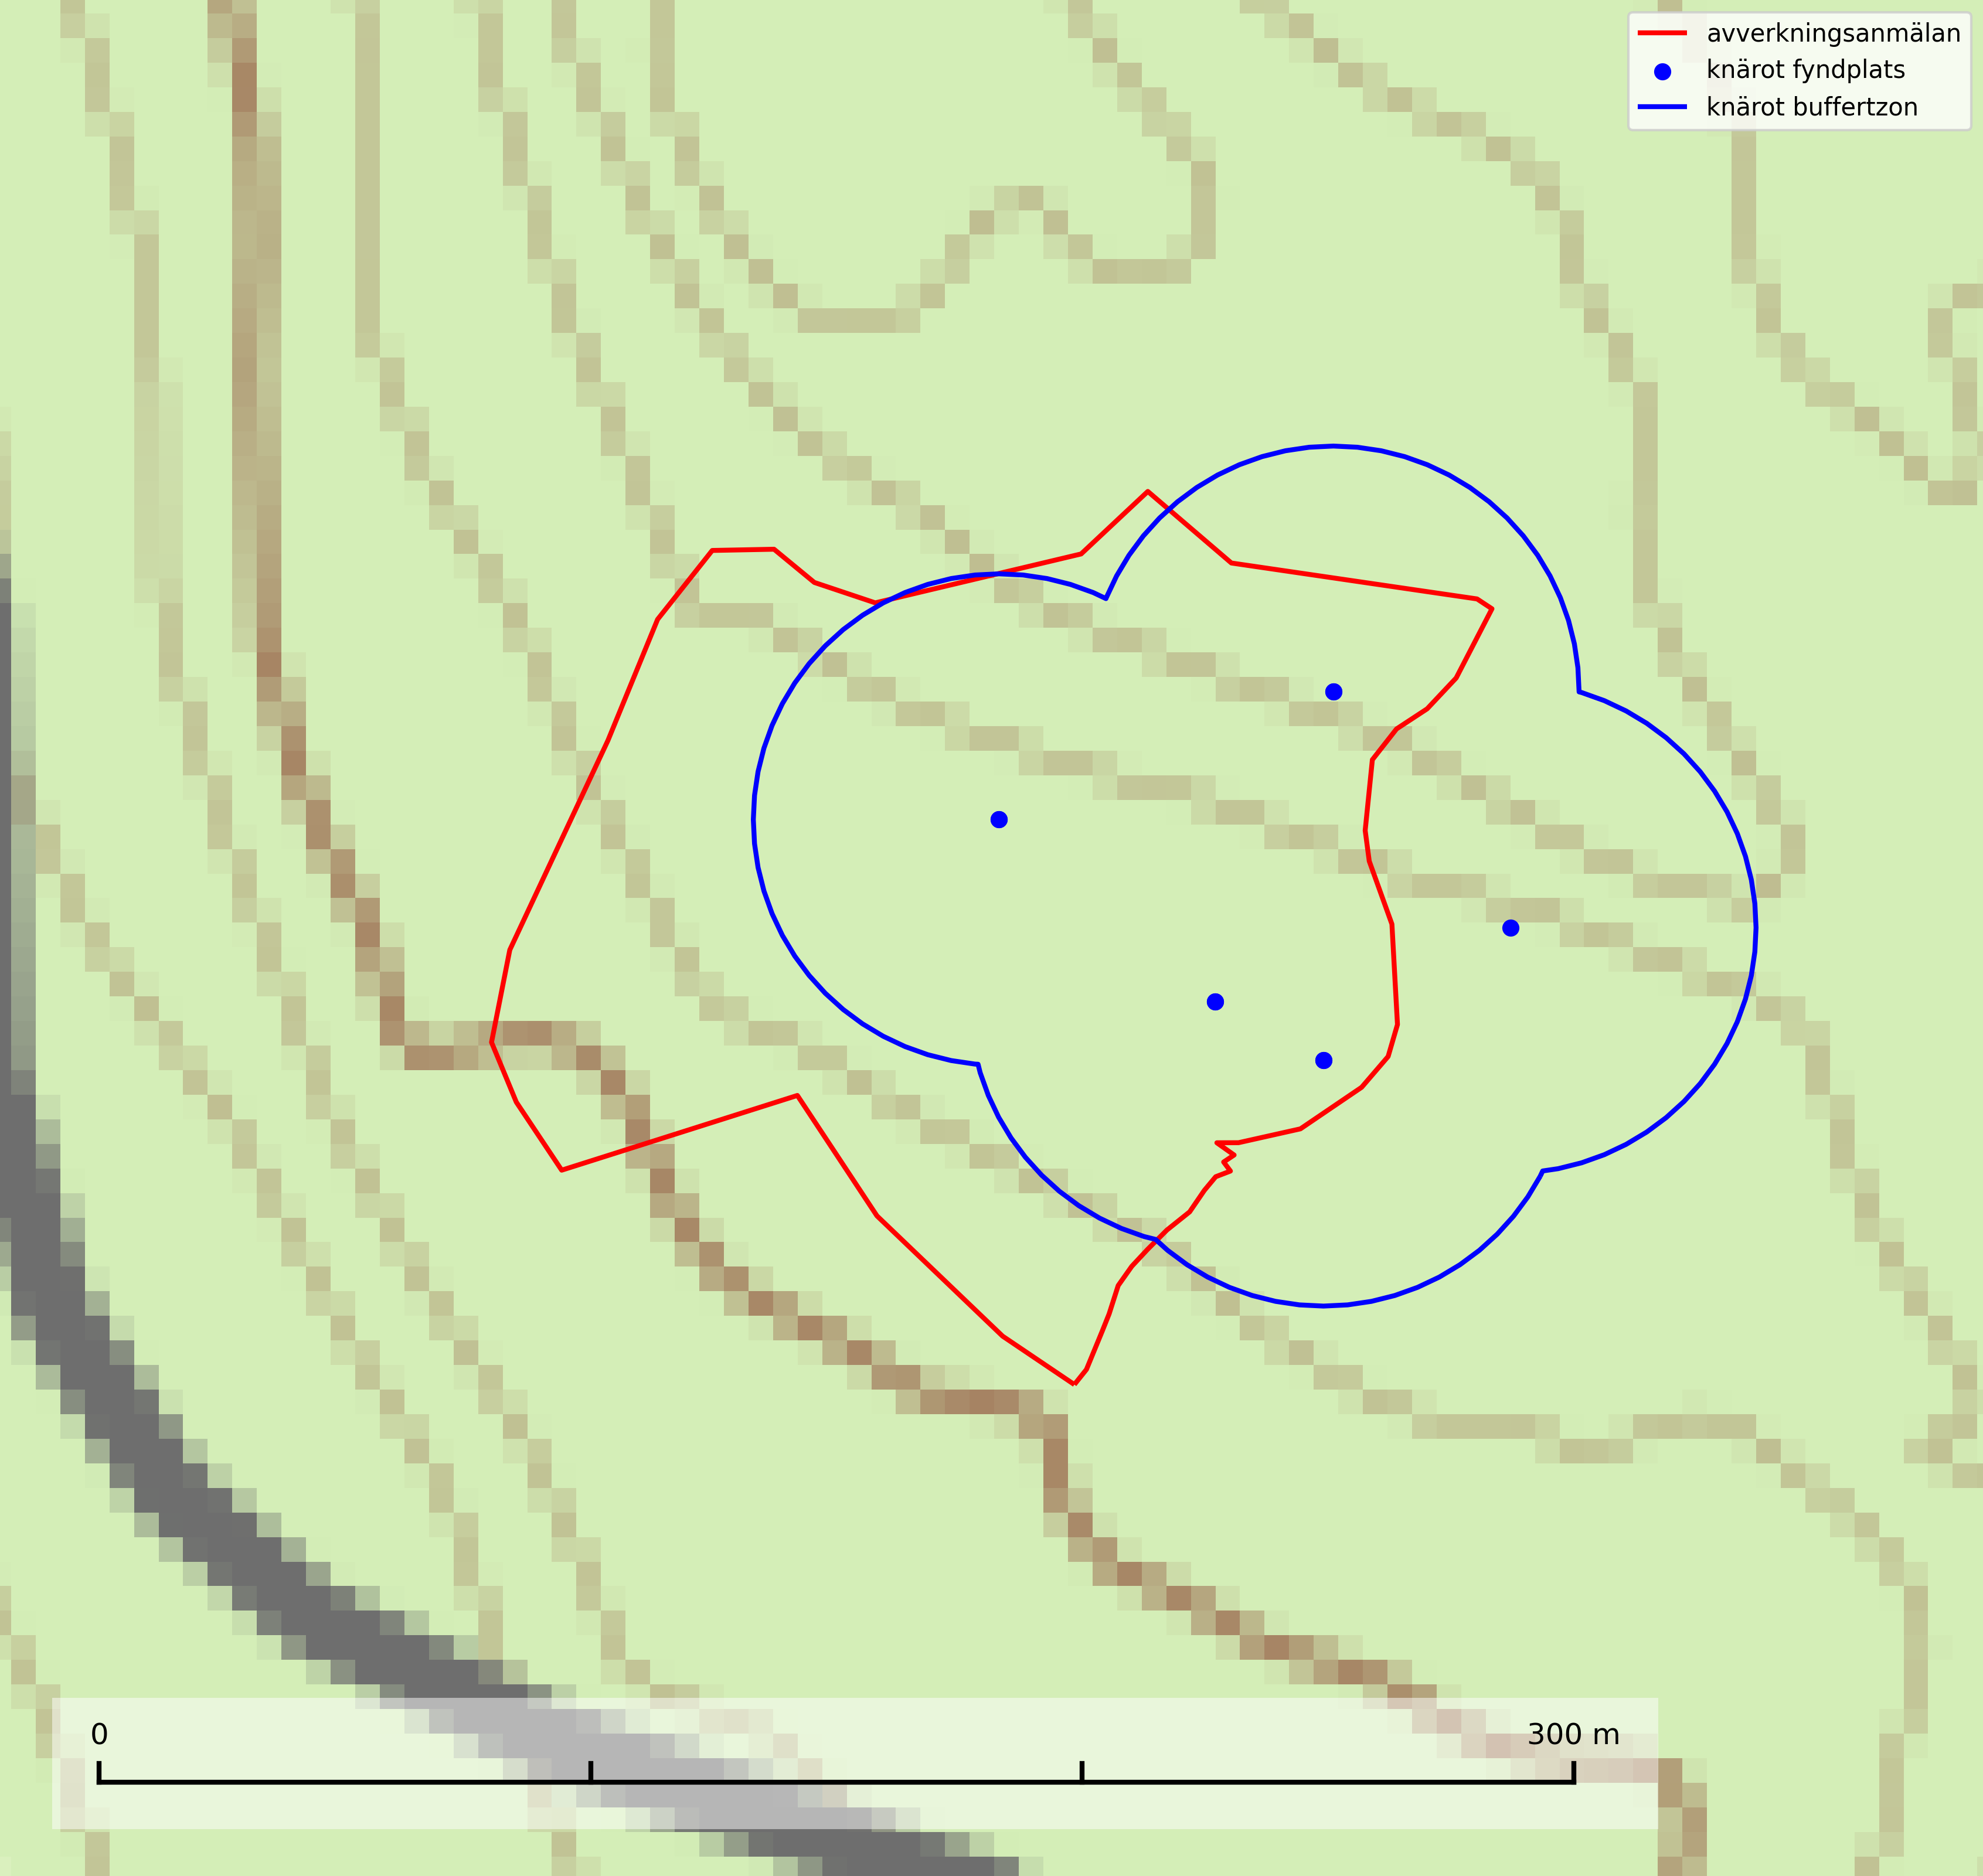 avverkningsanmälan
knärot fyndplats
knärot buffertzon
0 300 m